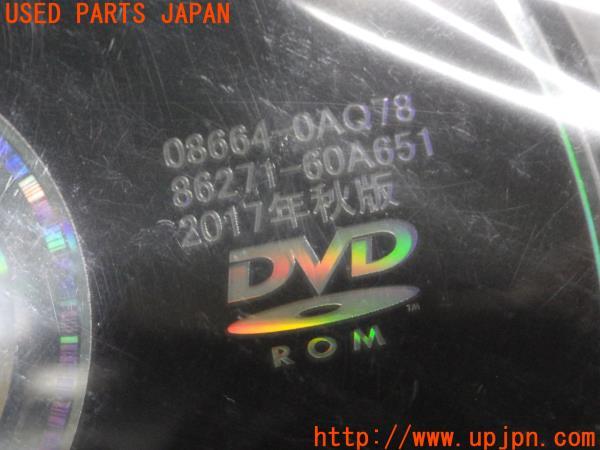 USED PARTS JAPAN
08664-0AQ78
86271-60A651
2017年秋版
DVD
TM
ROM
http://www.upjpn.com